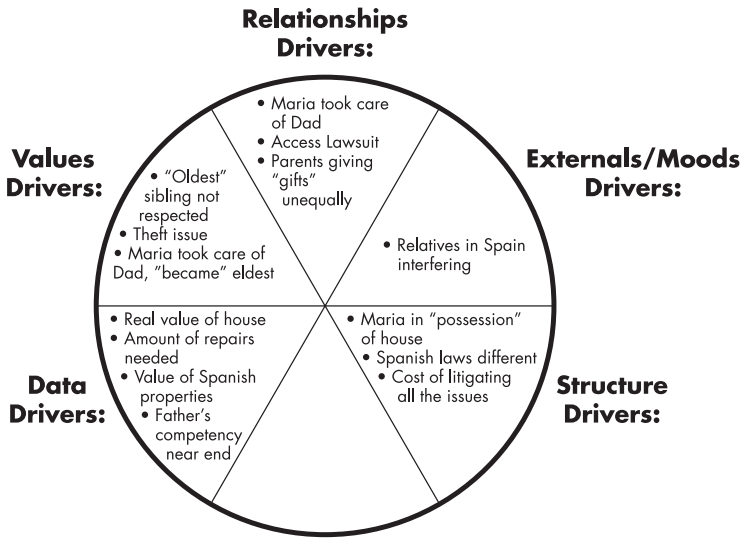 Relationships
Drivers:
• Maria took care
of Dad
• Access Lawsuit
• Parents giving
“gifts”
unequally
Values
Drivers:
• “Oldest”
sibling not
respected
• Theft issue
• Maria took care of
Dad, ”became” eldest
Externals/Moods
Drivers:
• Relatives in Spain
interfering
Data
Drivers:
• Real value of house
• Amount of repairs
needed
• Value of Spanish
properties
• Father’s
competency
near end
Structure
Drivers:
• Maria in “possession”
of house
• Spanish laws different
• Cost of litigating
all the issues